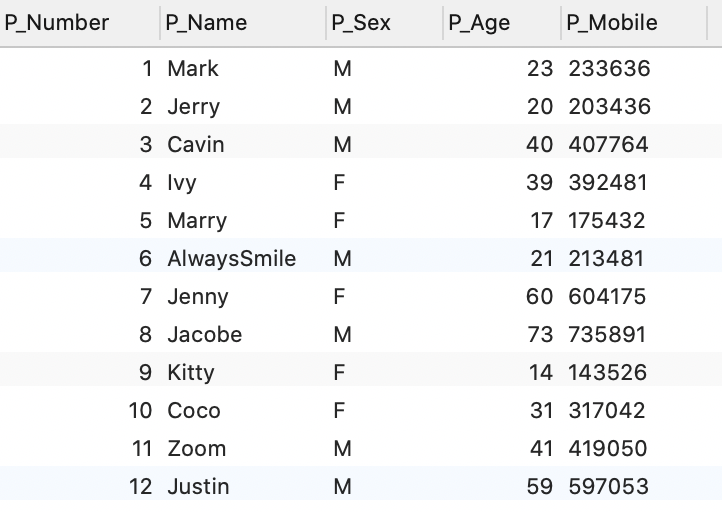 P_Number P_Name P_Sex P_Age P_Mobile
1 Mark M 23 233636
2 Jerry M 20 203436
3 Cavin M 40 407764
4 Ivy F 39 392481
5 Marry F 17 175432
6 AlwaysSmile M 21 213481
7 Jenny F 60 604175
8 Jacobe M 73 735891
9 Kitty F 14 143526
10 Coco F 31 317042
11 Zoom M 41 419050
12 Justin M 59 597053